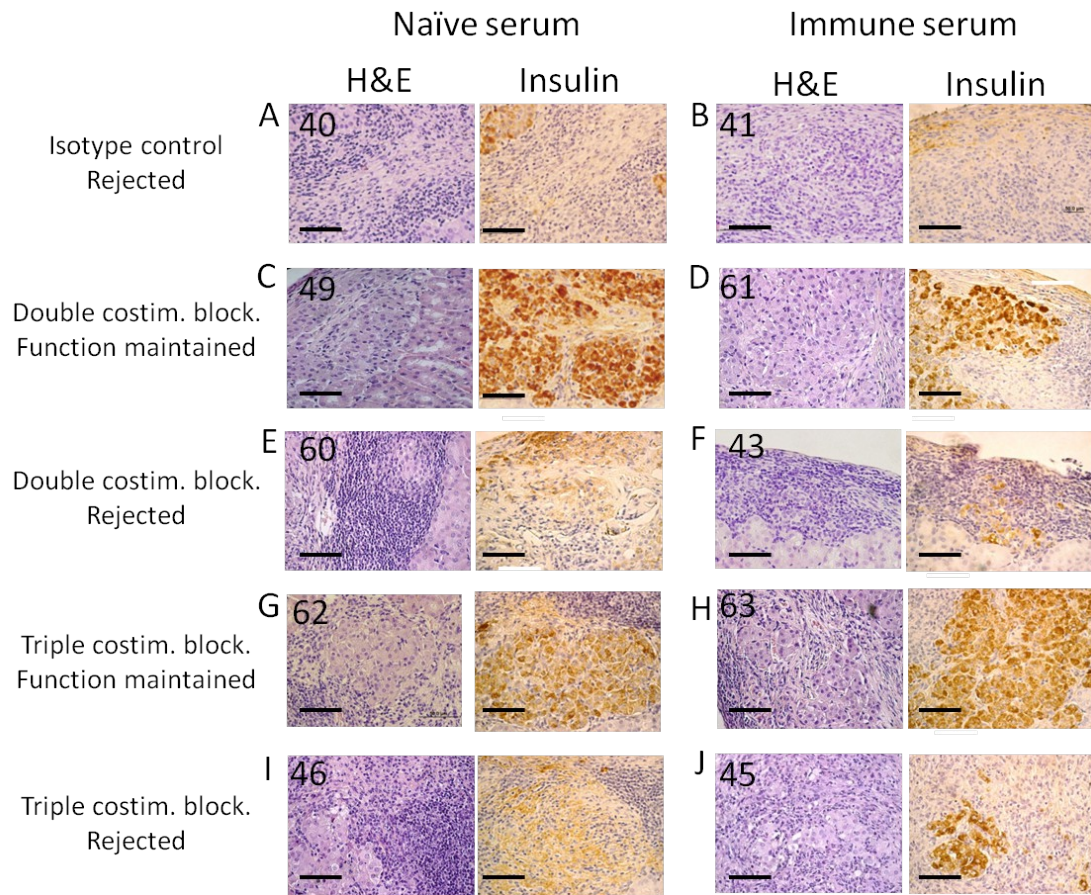 Naïve serum Immune serum
H&E Insulin H&E Insulin
Isotype control
Rejected
A 40 B 41
Double costim. block.
Function maintained
C 49 D 61
Double costim. block.
Rejected
E 60 F 43
Triple costim. block.
Function maintained
G 62 H 63
Triple costim. block.
Rejected
I 46 J 45